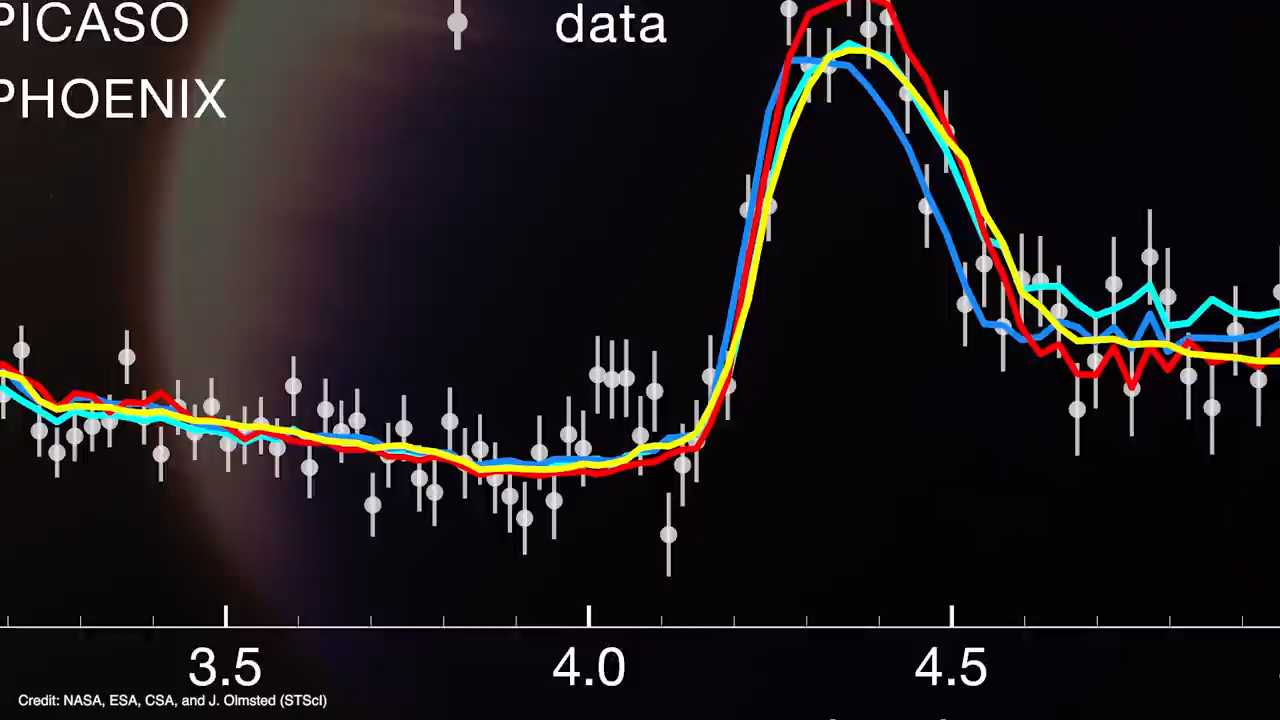 PICASO
data
PHOENIX
3.5
4.0
4.5
Credit: NASA, ESA, CSA, and J. Olmsted (STScI)